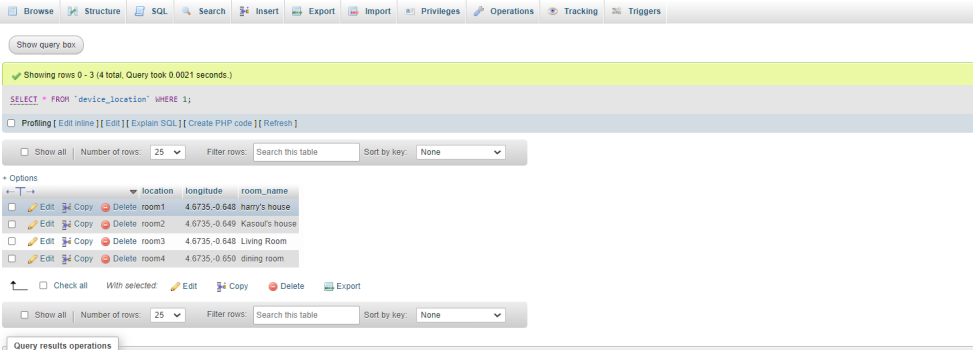 Browse Structure SQL Search Insert Export Import Privileges Operations Tracking Triggers
Show query box
Showing rows 0 - 3 (4 total, Query took 0.0021 seconds.)
SELECT * FROM `device_location` WHERE 1;
Profiling [ Edit inline ] [ Edit ] [ Explain SQL ] [ Create PHP code ] [ Refresh ]
Show all | Number of rows: 25 Filter rows: Search this table Sort by key: None
+ Options
←T→ location longitude room_name
Edit Copy Delete room1 4.6735,-0.648 harry's house
Edit Copy Delete room2 4.6735,-0.649 Kasoul's house
Edit Copy Delete room3 4.6735,-0.648 Living Room
Edit Copy Delete room4 4.6735,-0.650 dining room
Check all With selected: Edit Copy Delete Export
Show all | Number of rows: 25 Filter rows: Search this table Sort by key: None
Query results operations